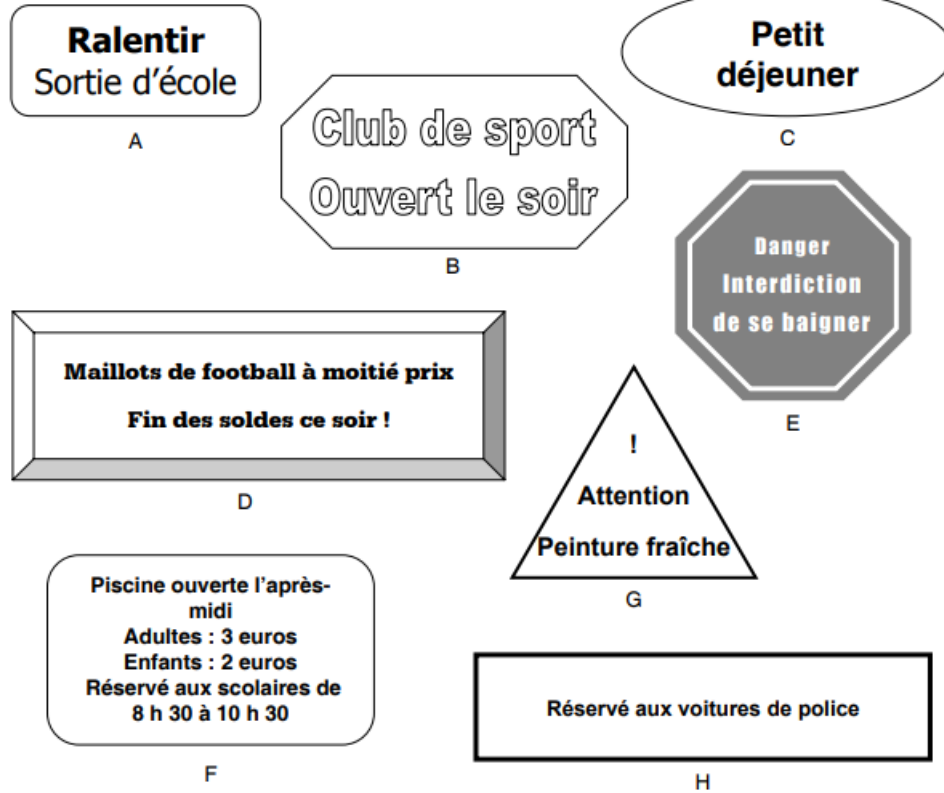 Ralentir
Sortie d'école
A
Club de sport
Ouvert le soir
B
Petit
déjeuner
C
Maillots de football à moitié prix
Fin des soldes ce soir !
D
Danger
Interdiction
de se baigner
E
Piscine ouverte l'après-
midi
Adultes : 3 euros
Enfants : 2 euros
Réservé aux scolaires de
8 h 30 à 10 h 30
F
!
Attention
Peinture fraîche
G
Réservé aux voitures de police
H